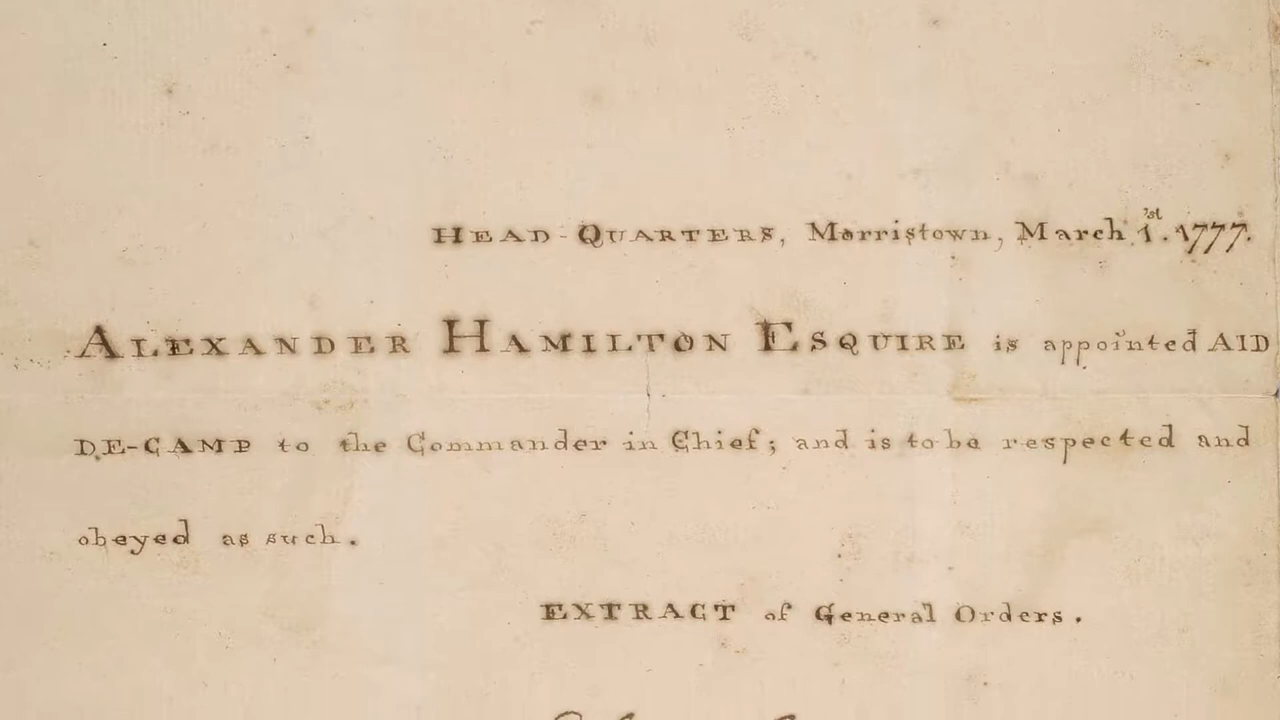 HEAD-QUARTERS, Morristown, March 1st. 1777.
ALEXANDER HAMILTON ESQUIRE is appointed AID
DE-CAMP to the Commander in Chief; and is to be respected and
obeyed as such.
EXTRACT of General Orders.